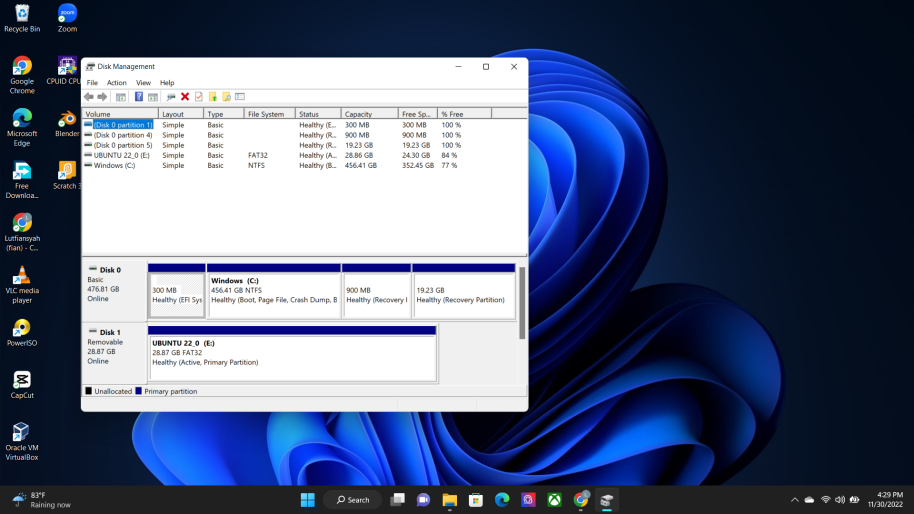 Recycle Bin
Zoom
Google
Chrome
CPUID CPU
Microsoft
Edge
Blender
Free
Downloa...
Scratch 3
Lutfiansyah
(fian) - C...
VLC media
player
PowerISO
CapCut
Oracle VM
VirtualBox
Disk Management
File Action View Help
Volume Layout Type File System Status Capacity Free Sp... % Free
(Disk 0 partition 1) Simple Basic Healthy (E... 300 MB 300 MB 100 %
(Disk 0 partition 4) Simple Basic Healthy (R... 900 MB 900 MB 100 %
(Disk 0 partition 5) Simple Basic Healthy (R... 19.23 GB 19.23 GB 100 %
UBUNTU 22_0 (E:) Simple Basic FAT32 Healthy (A... 28.86 GB 24.30 GB 84 %
Windows (C:) Simple Basic NTFS Healthy (B... 456.41 GB 352.45 GB 77 %
Disk 0
Basic
476.81 GB
Online
300 MB
Healthy (EFI Sys
Windows (C:)
456.41 GB NTFS
Healthy (Boot, Page File, Crash Dump, B
900 MB
Healthy (Recovery I
19.23 GB
Healthy (Recovery Partition)
Disk 1
Removable
28.87 GB
Online
UBUNTU 22_0 (E:)
28.87 GB FAT32
Healthy (Active, Primary Partition)
Unallocated Primary partition
83°F
Raining now
Search
4:29 PM
11/30/2022